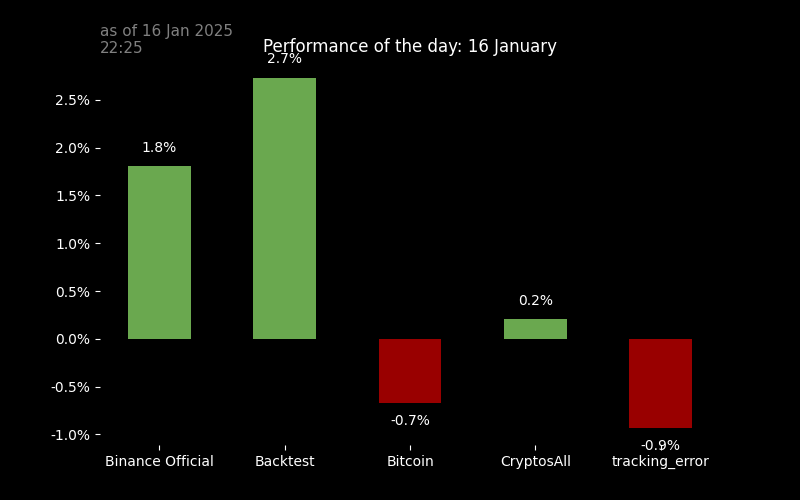 as of 16 Jan 2025
22:25
Performance of the day: 16 January
2.7%
2.5%
2.0%
1.8%
1.5%
1.0%
0.5%
0.2%
0.0%
-0.5%
-0.7%
-1.0%
-0.9%
Binance Official
Backtest
Bitcoin
CryptosAll
tracking_error